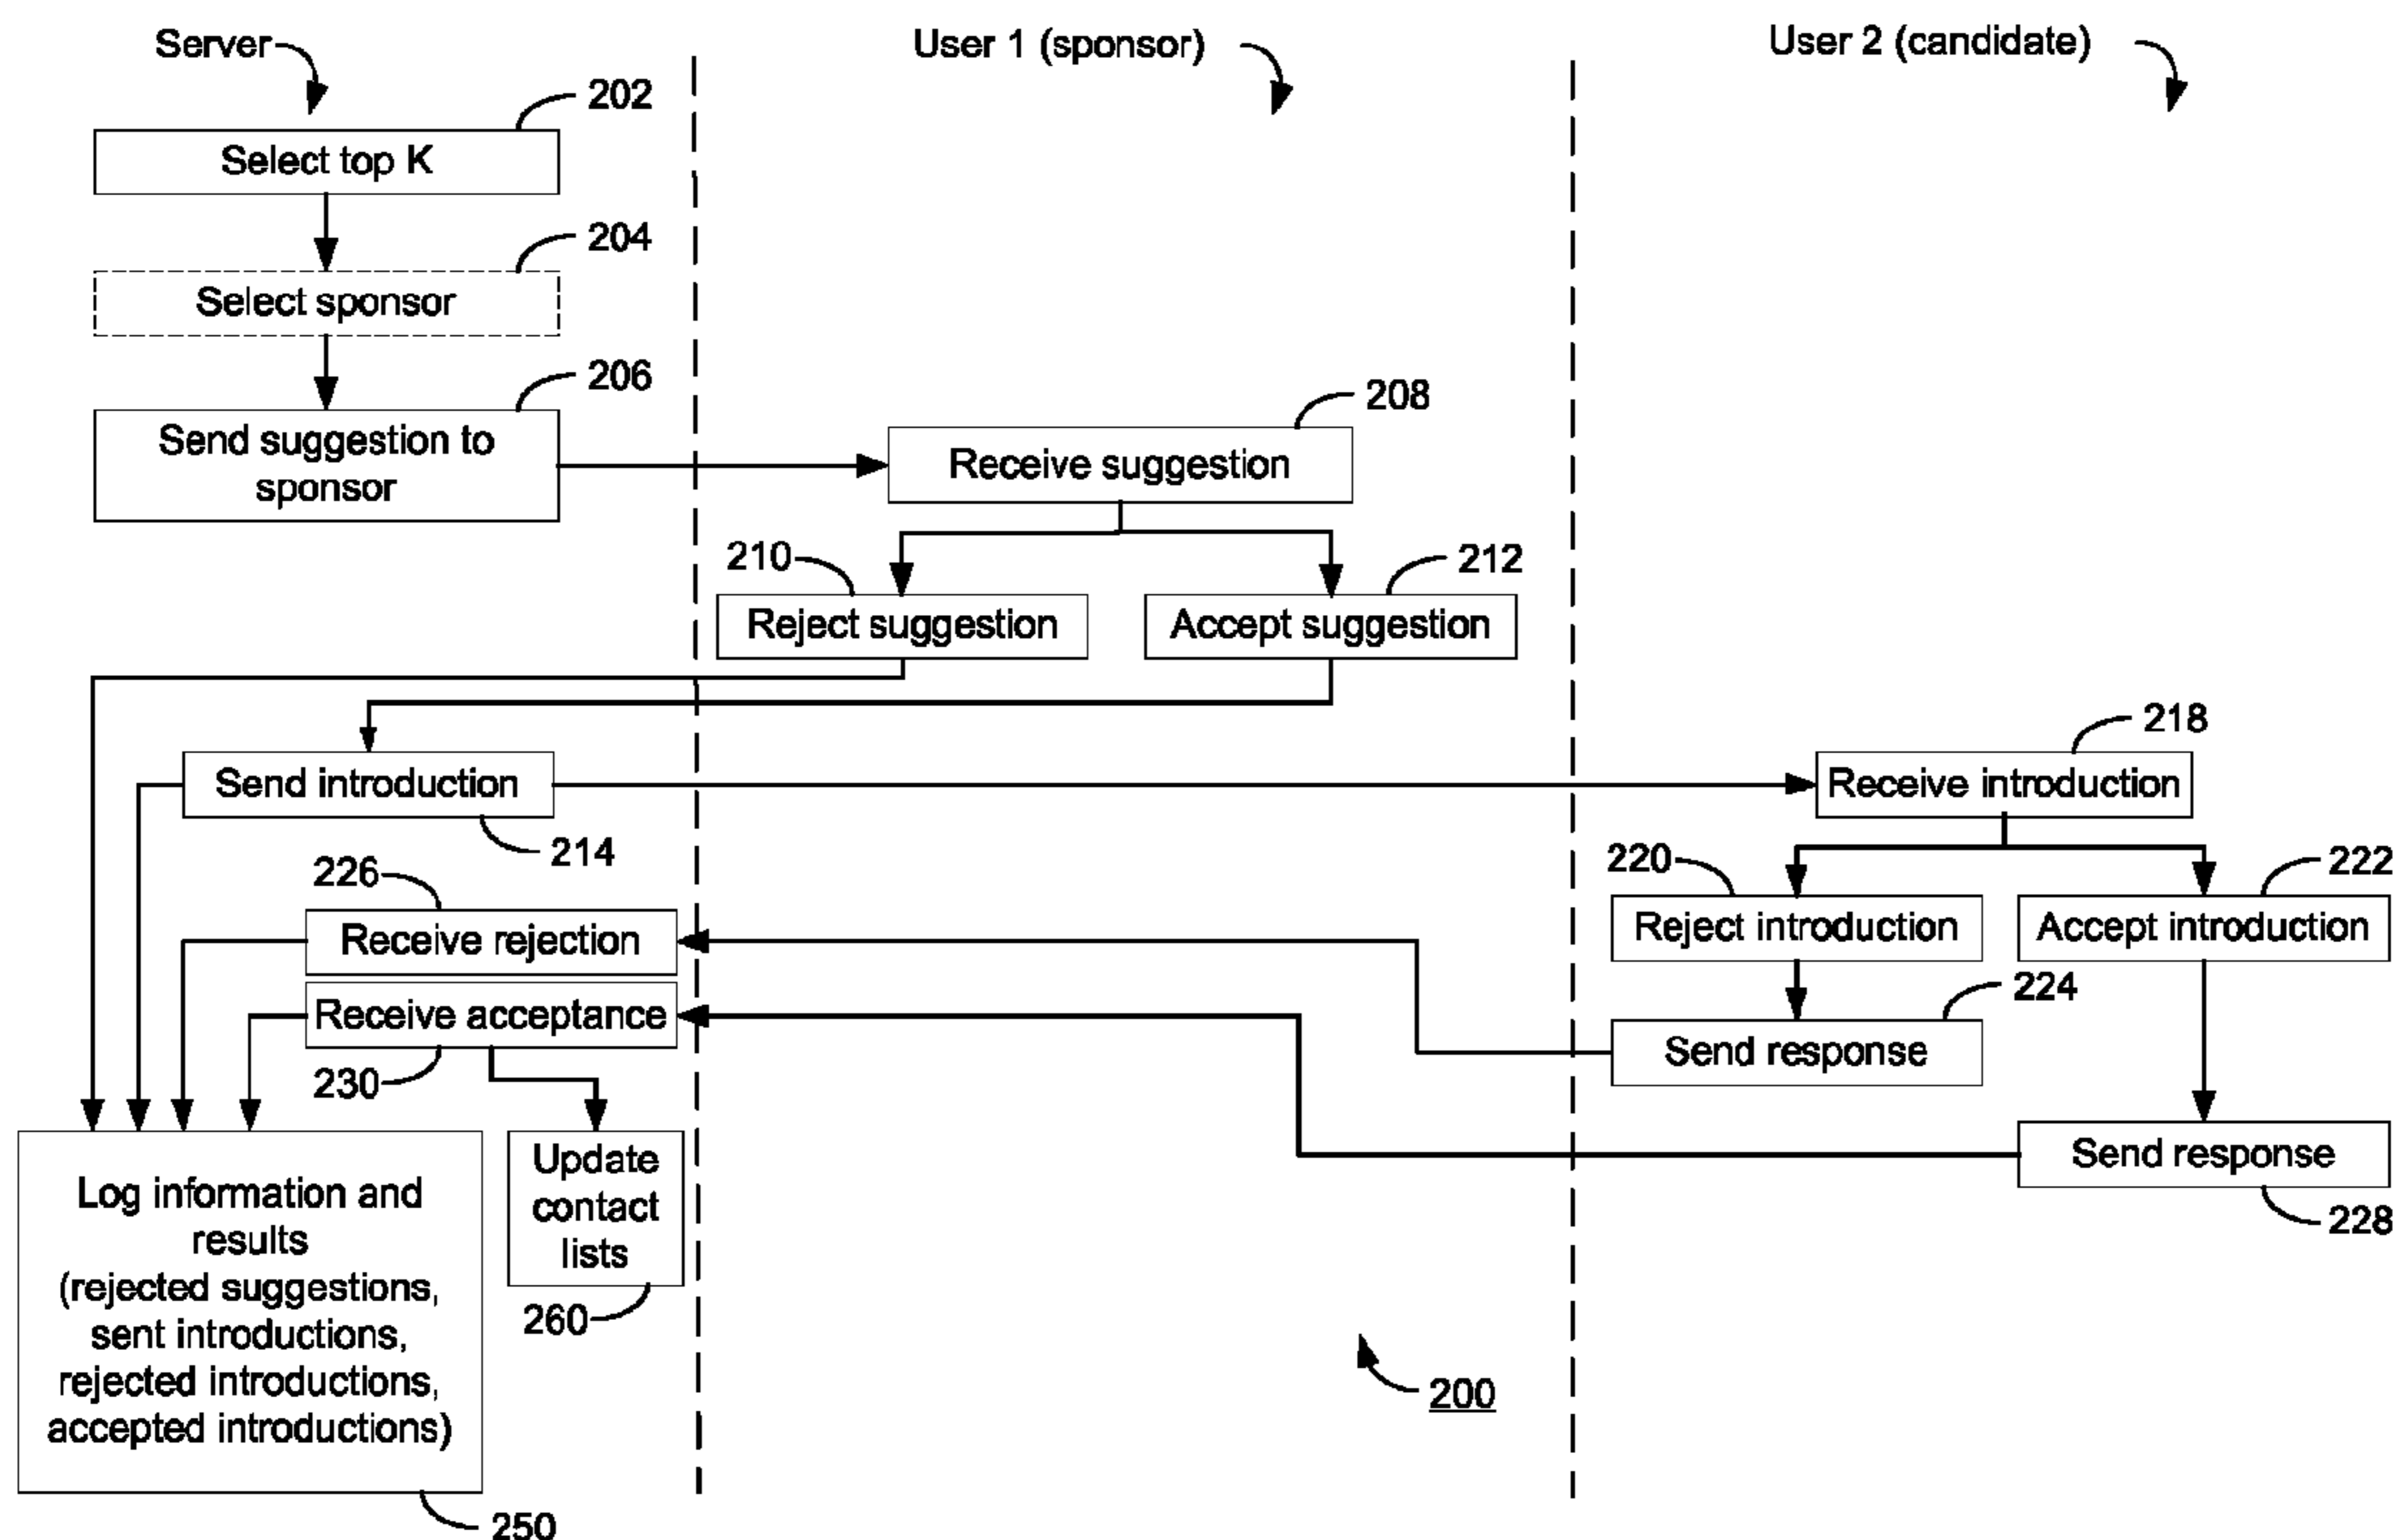 Server
User 1 (sponsor)
User 2 (candidate)
202
Select top K
204
Select sponsor
206
Send suggestion to
sponsor
208
Receive suggestion
210
212
Reject suggestion
Accept suggestion
218
Send introduction
Receive introduction
214
226
220
222
Receive rejection
Reject introduction
Accept introduction
224
Receive acceptance
Send response
230
Update
contact
lists
Send response
228
260
Log information and
results
(rejected suggestions,
sent introductions,
rejected introductions,
accepted introductions)
200
250